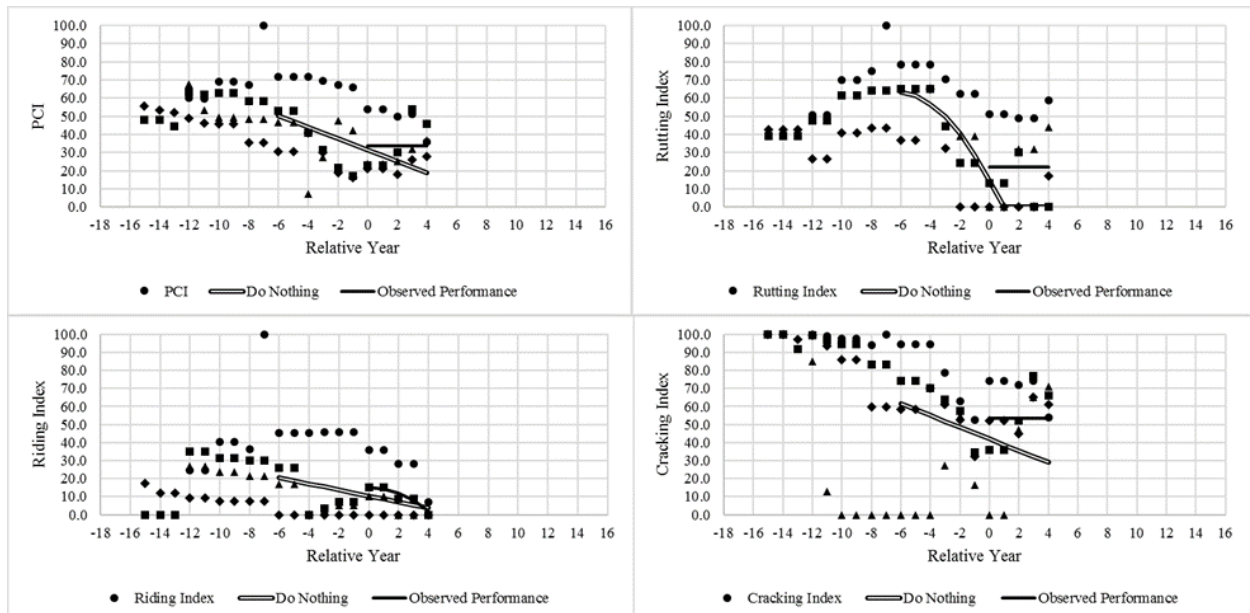 100.0
90.0
80.0
70.0
60.0
50.0
40.0
30.0
20.0
10.0
0.0
PCI
-18 -16 -14 -12 -10 -8 -6 -4 -2 0 2 4 6 8 10 12 14 16
Relative Year
PCI Do Nothing Observed Performance
100.0
90.0
80.0
70.0
60.0
50.0
40.0
30.0
20.0
10.0
0.0
Rutting Index
-18 -16 -14 -12 -10 -8 -6 -4 -2 0 2 4 6 8 10 12 14 16
Relative Year
Rutting Index Do Nothing Observed Performance
100.0
90.0
80.0
70.0
60.0
50.0
40.0
30.0
20.0
10.0
0.0
Riding Index
-18 -16 -14 -12 -10 -8 -6 -4 -2 0 2 4 6 8 10 12 14 16
Relative Year
Riding Index Do Nothing Observed Performance
100.0
90.0
80.0
70.0
60.0
50.0
40.0
30.0
20.0
10.0
0.0
Cracking Index
-18 -16 -14 -12 -10 -8 -6 -4 -2 0 2 4 6 8 10 12 14 16
Relative Year
Cracking Index Do Nothing Observed Performance